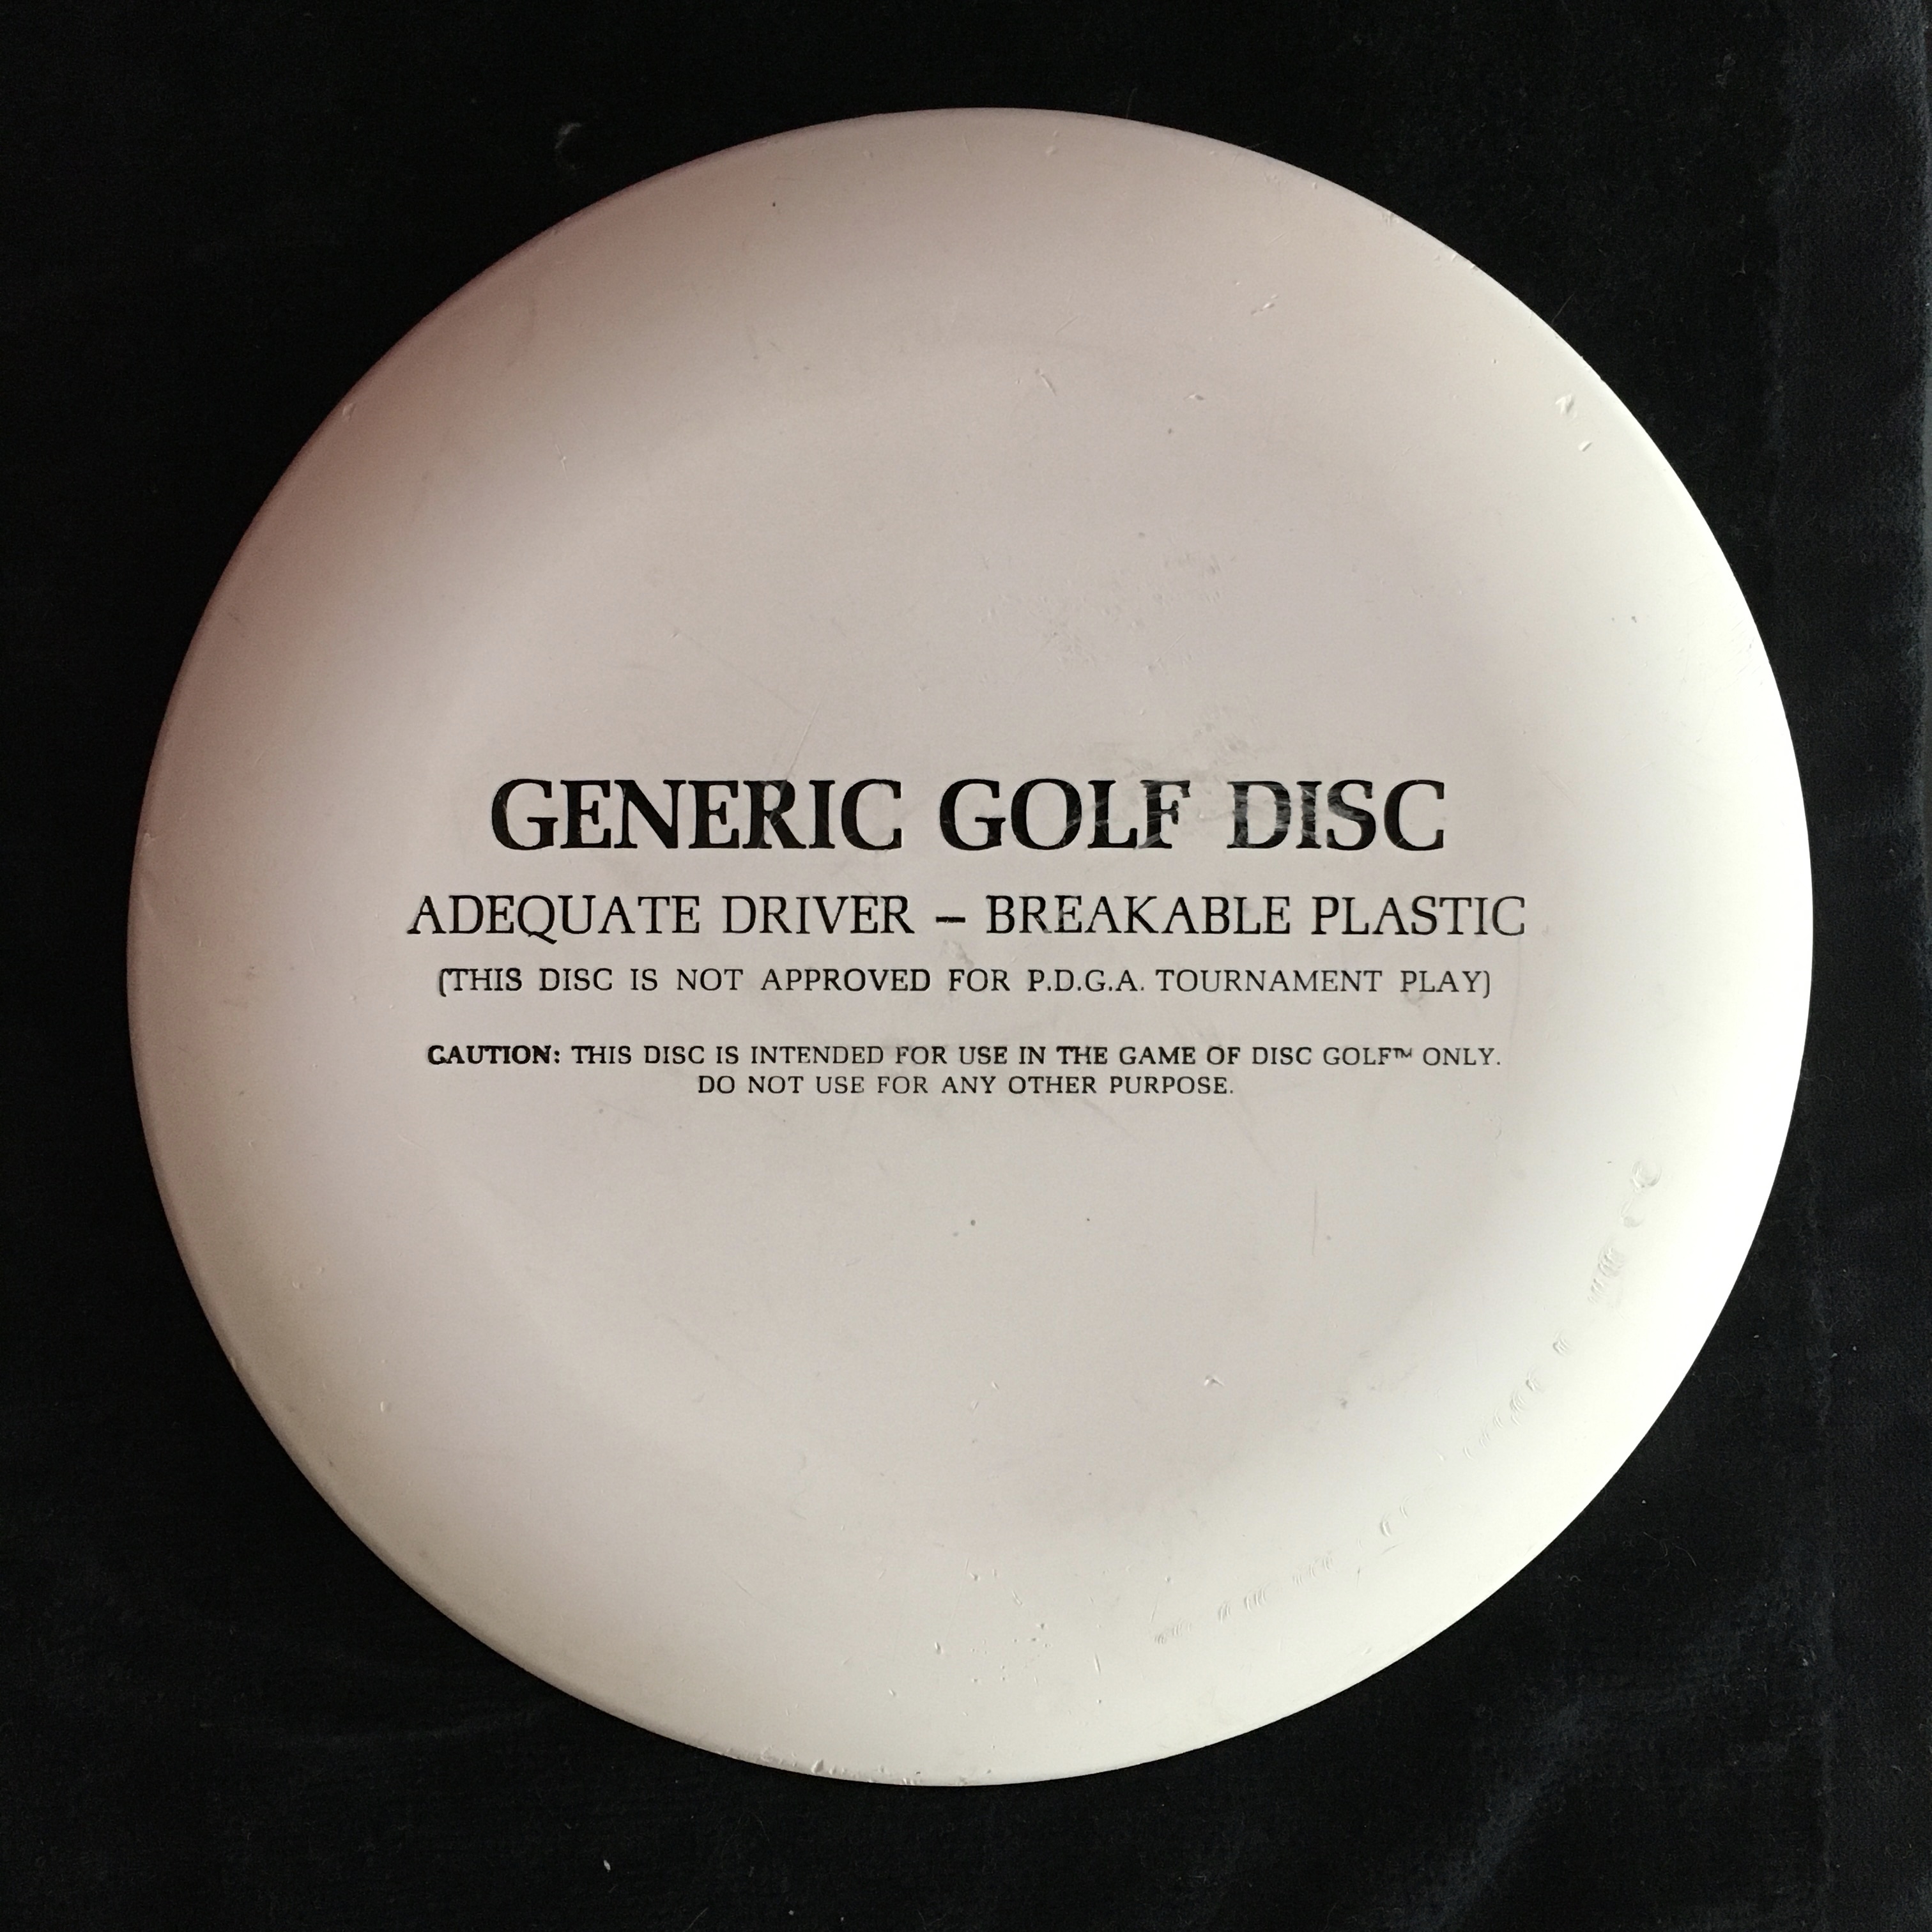 GENERIC GOLF DISC
ADEQUATE DRIVER – BREAKABLE PLASTIC
(THIS DISC IS NOT APPROVED FOR P.D.G.A. TOURNAMENT PLAY)
CAUTION: THIS DISC IS INTENDED FOR USE IN THE GAME OF DISC GOLF™ ONLY.
DO NOT USE FOR ANY OTHER PURPOSE.